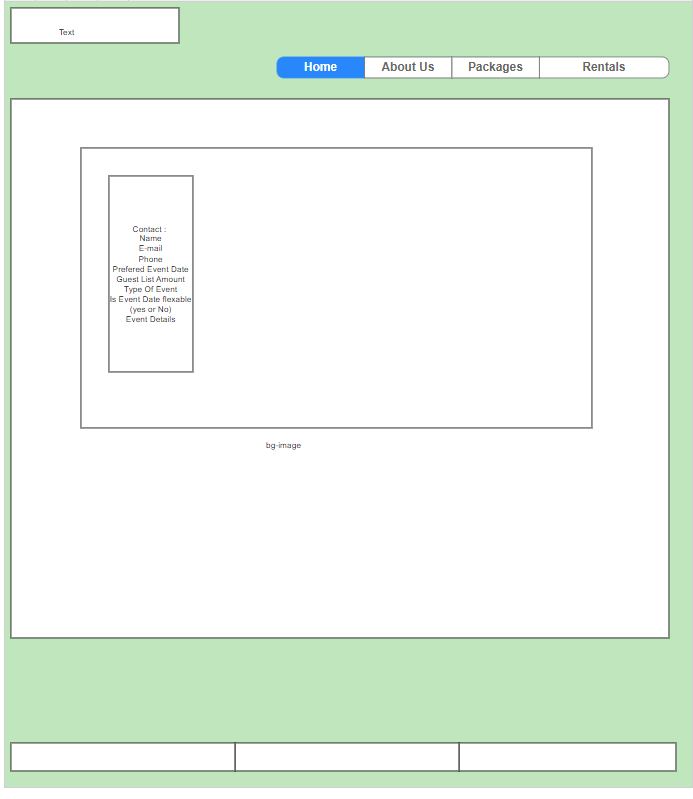 Text
Home
About Us
Packages
Rentals
Contact :
Name
E-mail
Phone
Prefered Event Date
Guest List Amount
Type Of Event
Is Event Date flexable
(yes or No)
Event Details
bg-image